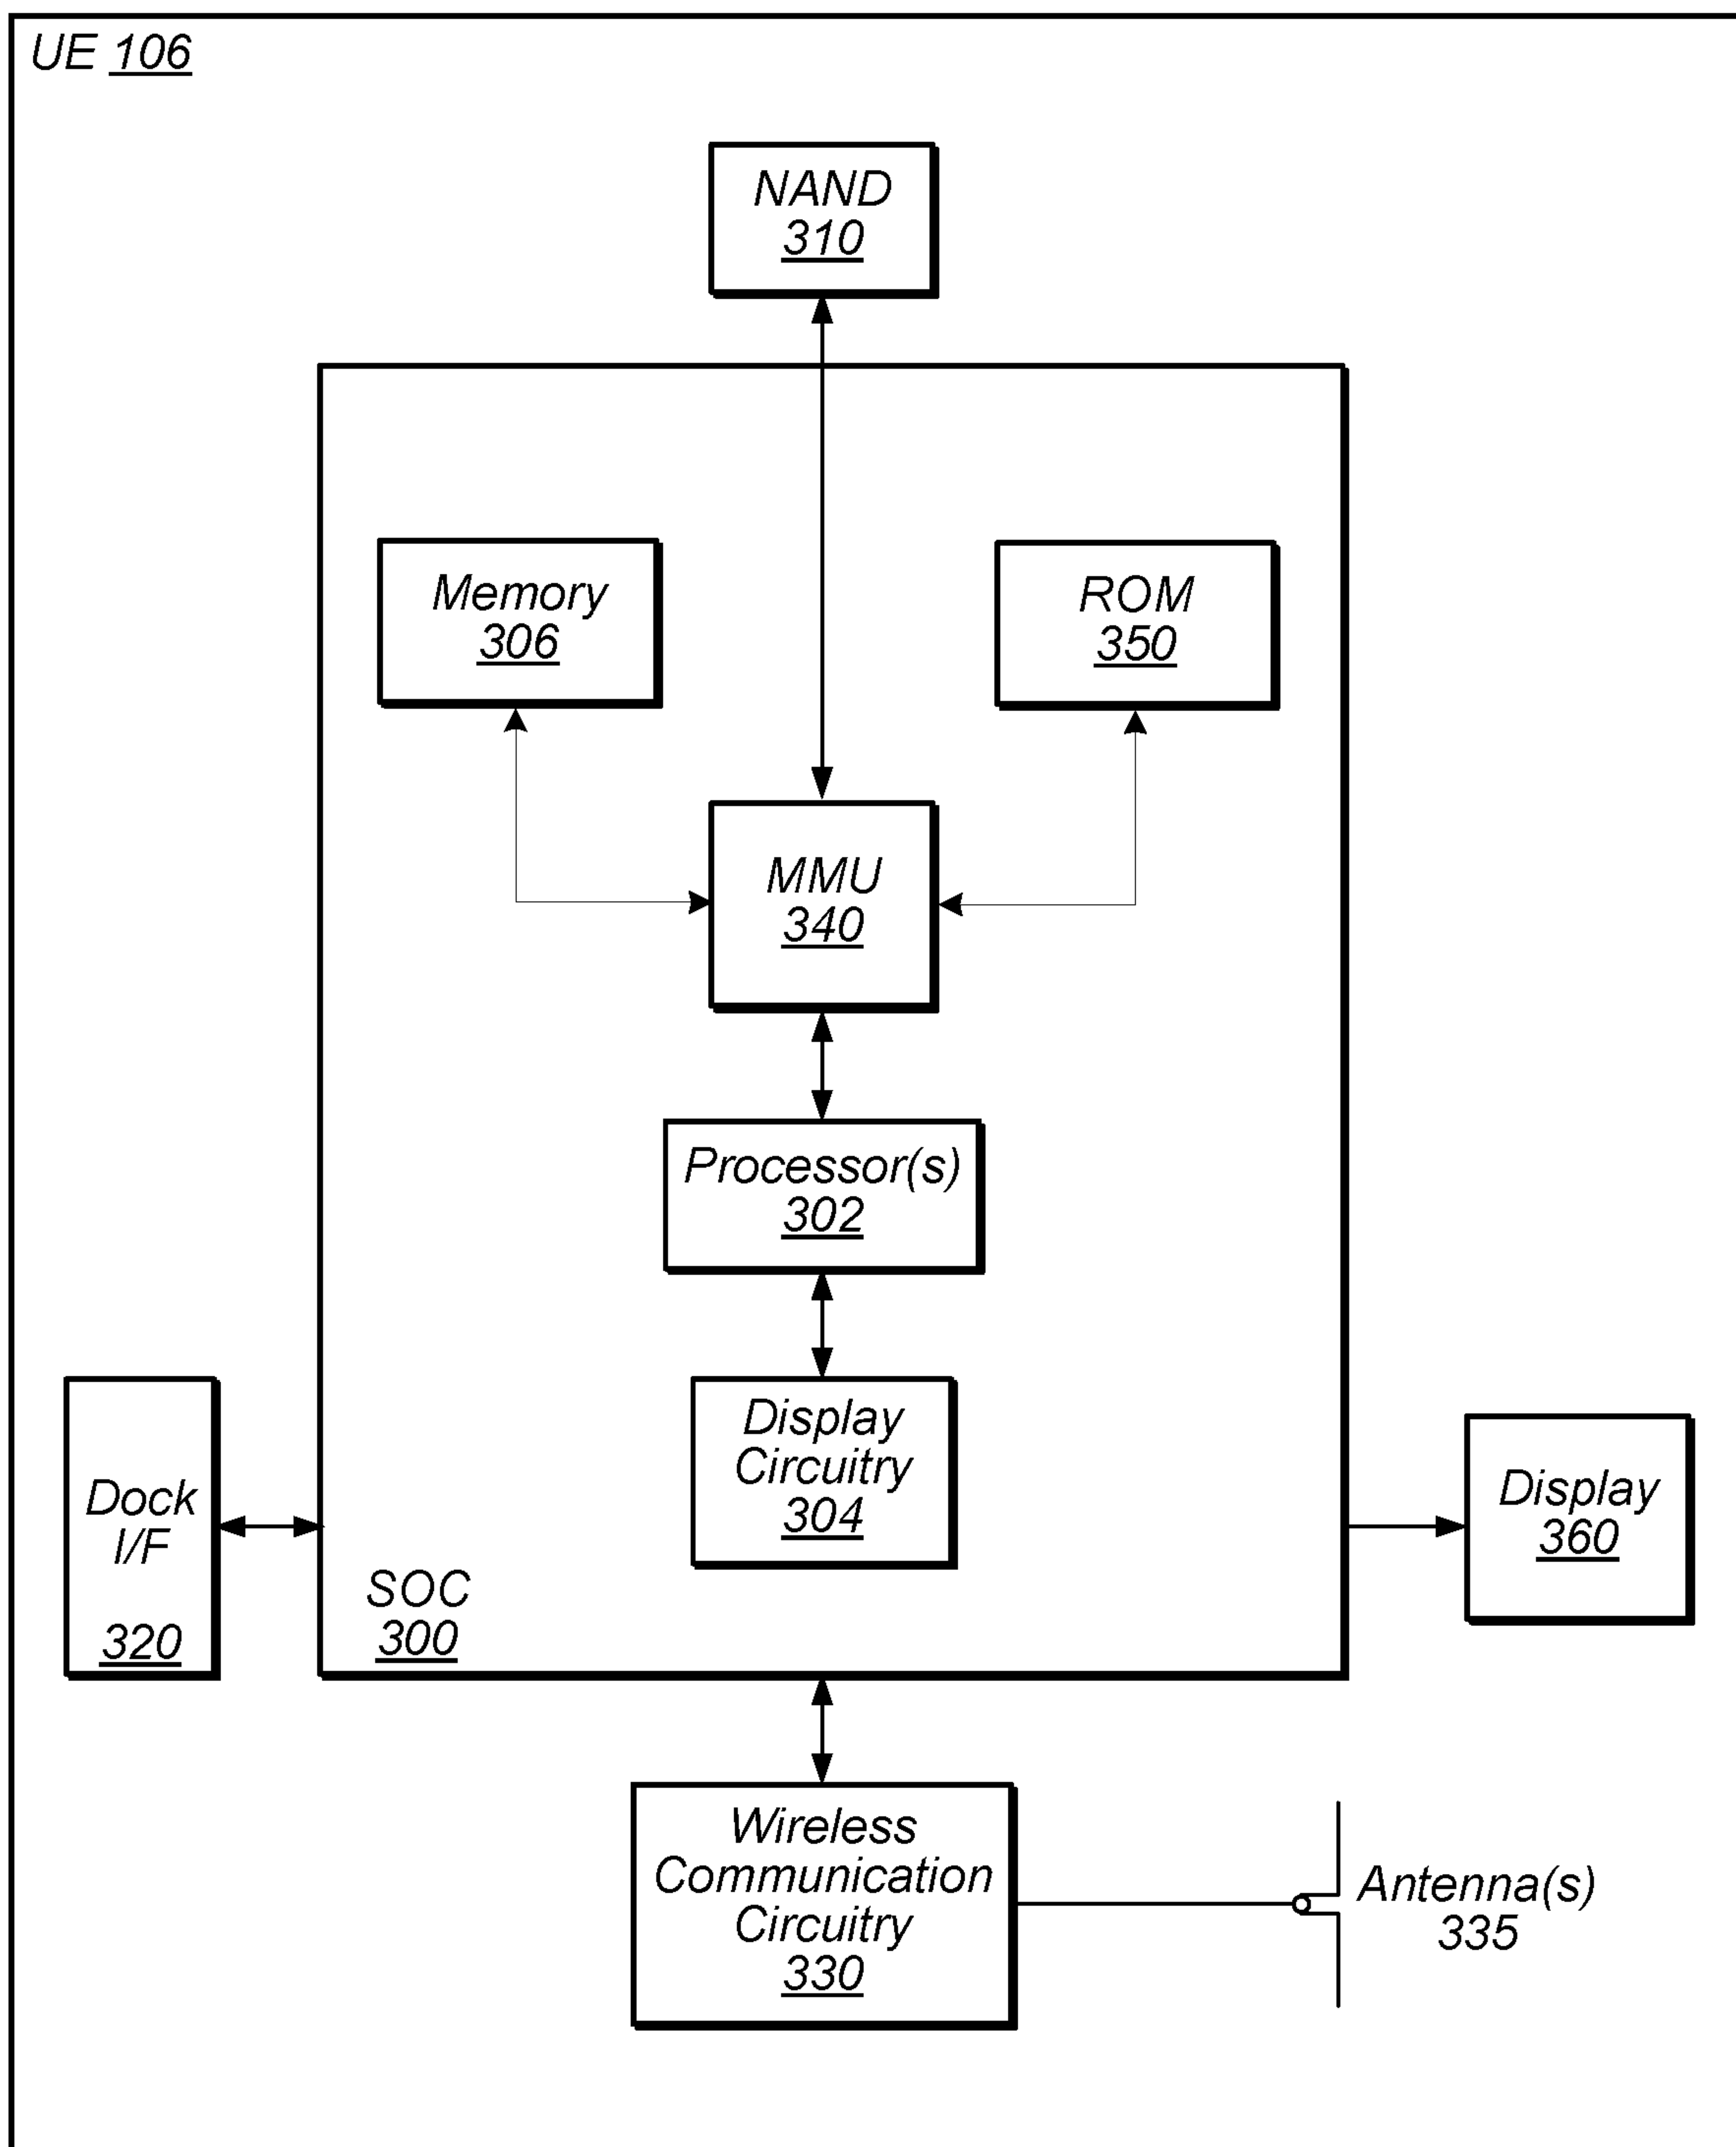 UE 106
NAND
310
Memory
306
ROM
350
MMU
340
Processor(s)
302
Display
Circuitry
304
Dock
I/F
320
SOC
300
Display
360
Wireless
Communication
Circuitry
330
Antenna(s)
335